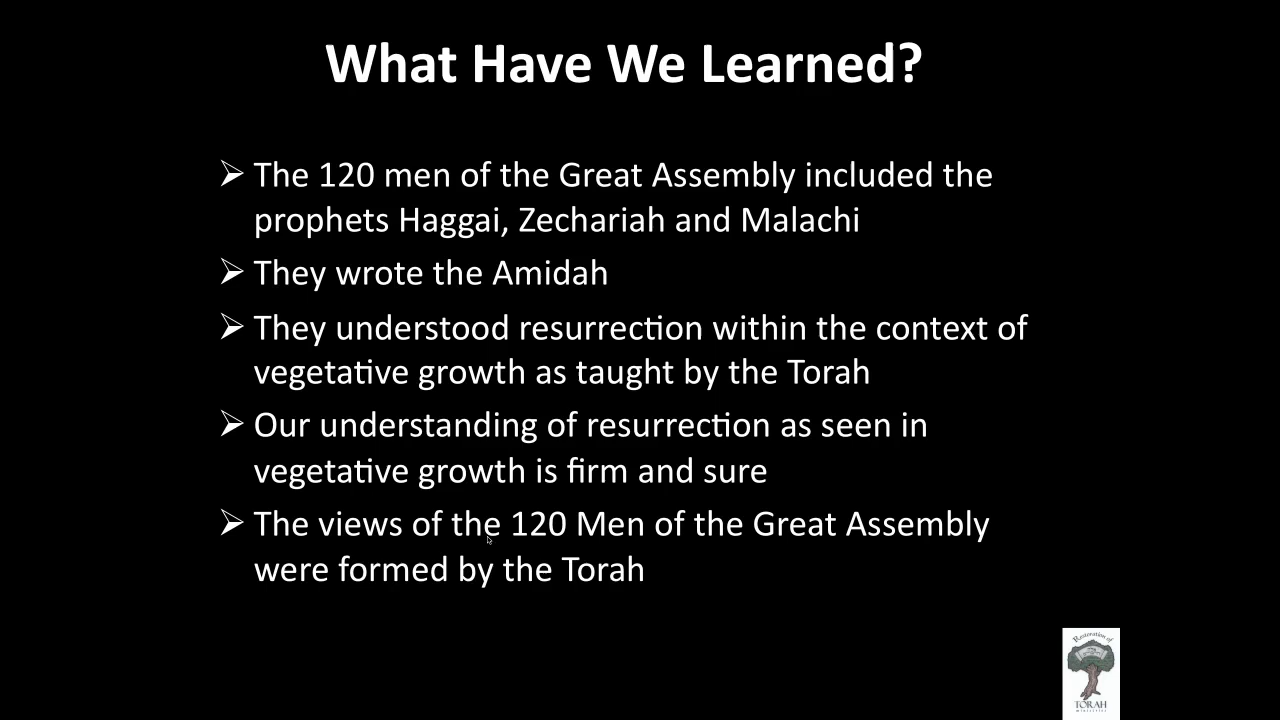 What Have We Learned?
➢ The 120 men of the Great Assembly included the
prophets Haggai, Zechariah and Malachi
➢ They wrote the Amidah
➢ They understood resurrection within the context of
vegetative growth as taught by the Torah
➢ Our understanding of resurrection as seen in
vegetative growth is firm and sure
➢ The views of the 120 Men of the Great Assembly
were formed by the Torah
Restoration of
TORAH
MINISTRIES